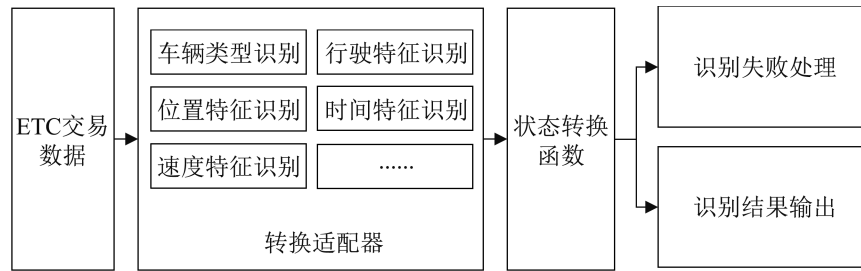 ETC交易
数据
车辆类型识别
行驶特征识别
位置特征识别
时间特征识别
速度特征识别
······
转换适配器
状态转换
函数
识别失败处理
识别结果输出